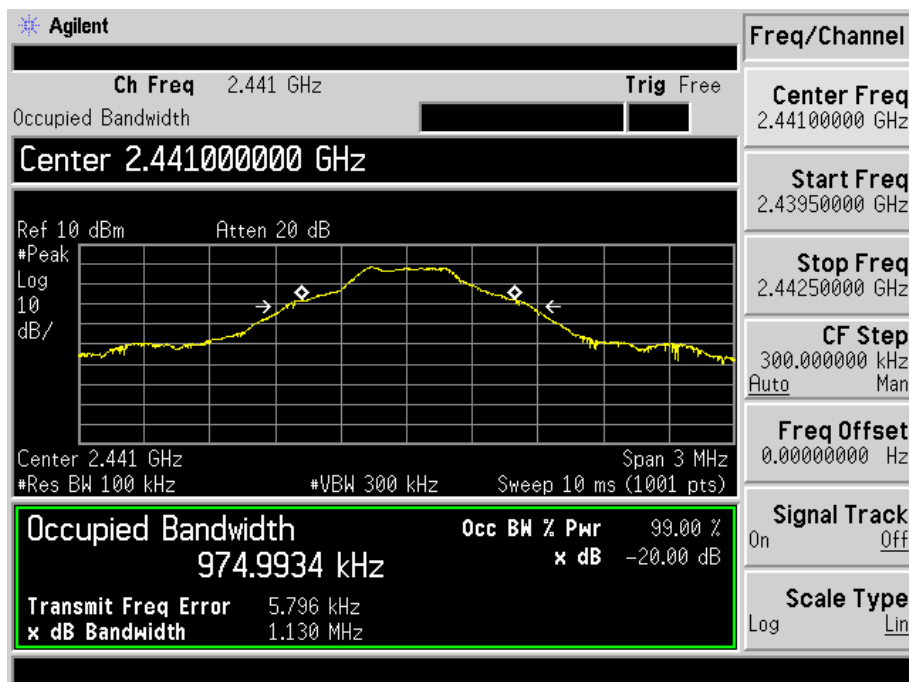 Agilent
Freq/Channel
Ch Freq 2.441 GHz Trig Free
Occupied Bandwidth
Center 2.441000000 GHz
Ref 10 dBm Atten 20 dB
#Peak
Log
10
dB/
Center 2.441 GHz Span 3 MHz
#Res BW 100 kHz #VBW 300 kHz Sweep 10 ms (1001 pts)
Occupied Bandwidth
974.9934 kHz
Occ BW % Pwr 99.00 %
x dB -20.00 dB
Transmit Freq Error 5.796 kHz
x dB Bandwidth 1.130 MHz
Center Freq
2.44100000 GHz
Start Freq
2.43950000 GHz
Stop Freq
2.44250000 GHz
CF Step
300.000000 kHz
Auto Man
Freq Offset
0.00000000 Hz
Signal Track
On Off
Scale Type
Log Lin